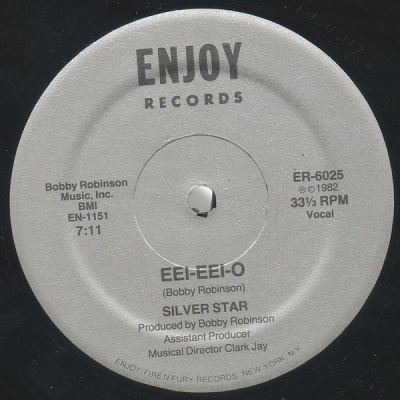 ENJOY
RECORDS
Bobby Robinson
Music, Inc.
BMI
EN-1151
7:11
ER-6025
℗ © 1982
33⅓ RPM
Vocal
EEI-EEI-O
(Bobby Robinson)
SILVER STAR
Produced by Bobby Robinson
Assistant Producer
Musical Director Clark Jay
ENJOY/FIRE'N'FURY RECORDS, NEW YORK, N.Y.